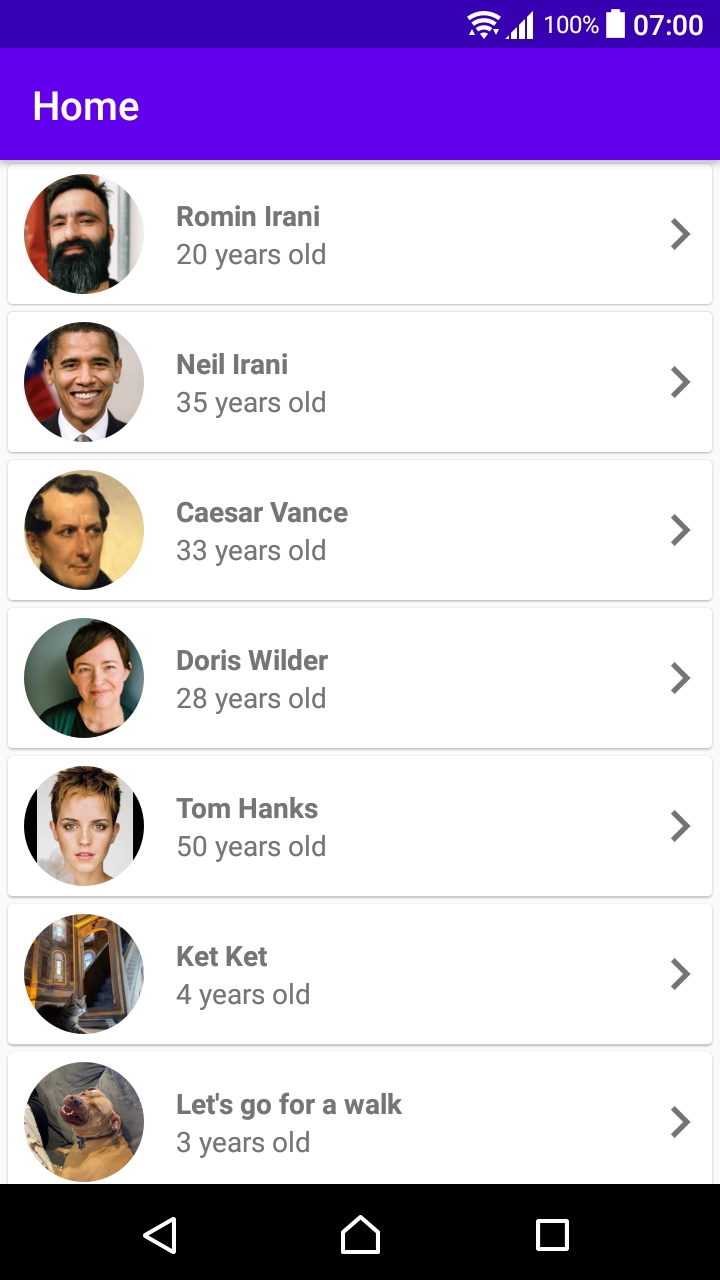 100% 07:00
Home
Romin Irani
20 years old
Neil Irani
35 years old
Caesar Vance
33 years old
Doris Wilder
28 years old
Tom Hanks
50 years old
Ket Ket
4 years old
Let's go for a walk
3 years old